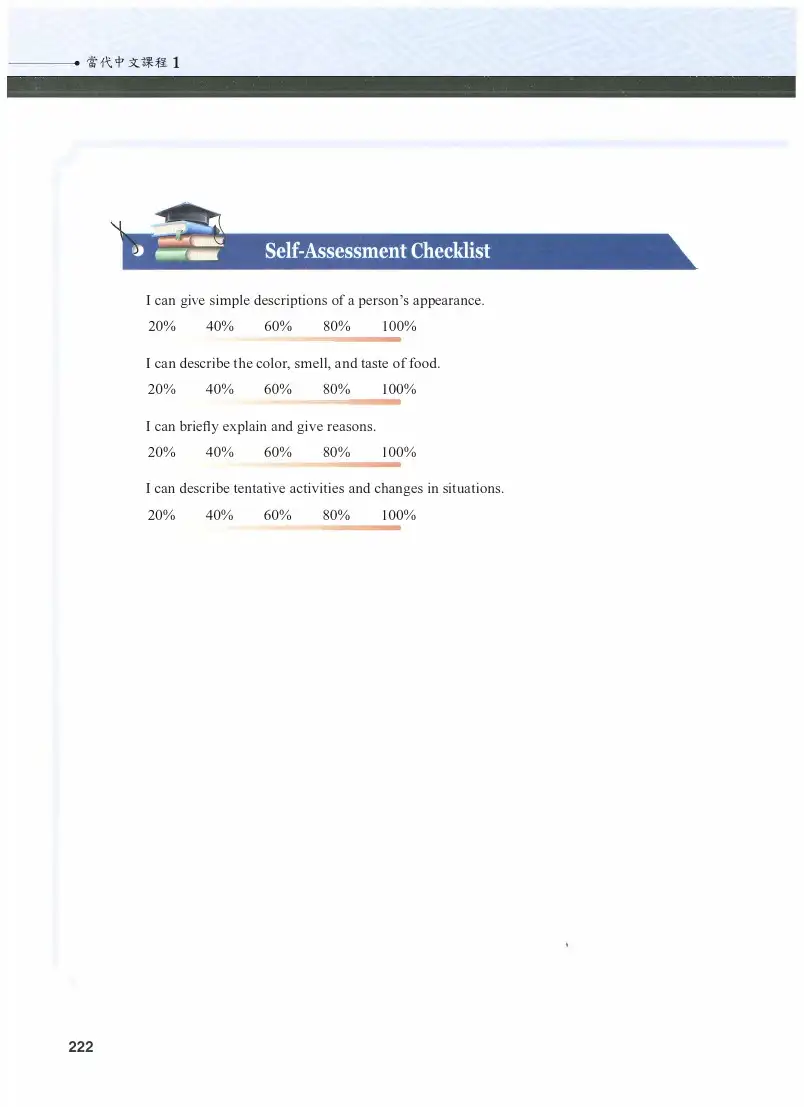 當代中文課程 1
Self-Assessment Checklist
I can give simple descriptions of a person's appearance.
20% 40% 60% 80% 100%
I can describe the color, smell, and taste of food.
20% 40% 60% 80% 100%
I can briefly explain and give reasons.
20% 40% 60% 80% 100%
I can describe tentative activities and changes in situations.
20% 40% 60% 80% 100%
222